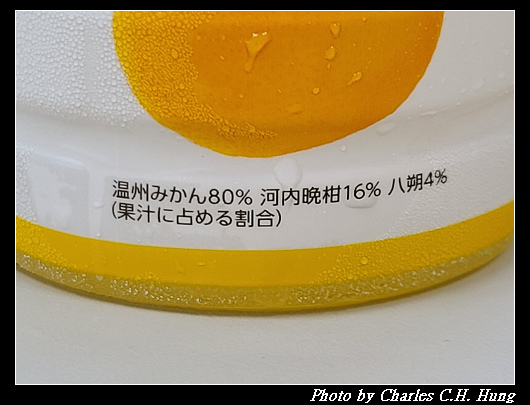 温州みかん80% 河内晩柑16% 八朔4%
(果汁に占める割合)
Photo by Charles C.H. Hung